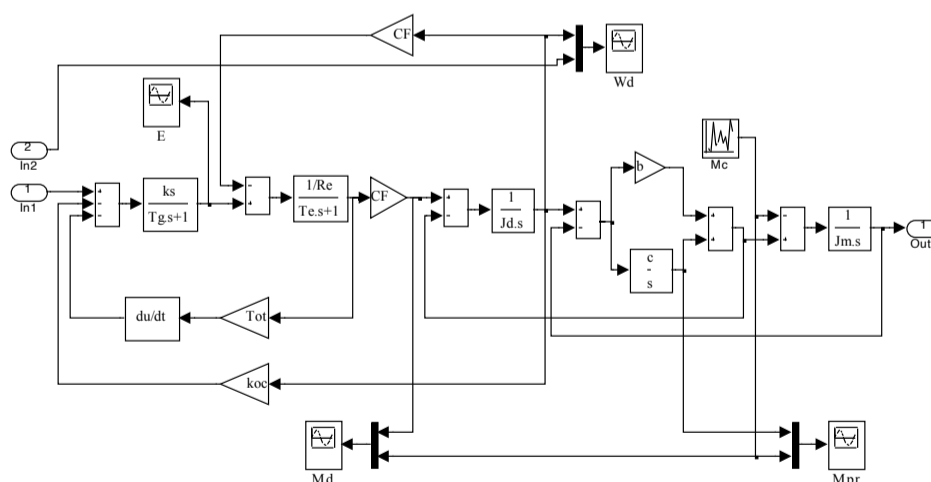 CF
Wd
E
Mc
2
In2
1
In1
+
-
-
ks
Tg.s+1
-
+
1/Re
Te.s+1
CF
+
-
1
Jd.s
+
-
b
c
-
s
+
+
-
+
1
Jm.s
1
Out
du/dt
Tot
koc
Md
Mpr